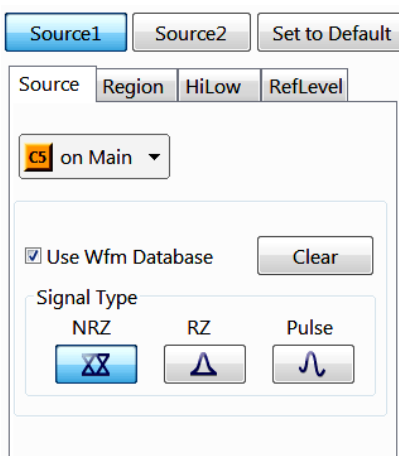 Source1 Source2 Set to Default
Source Region HiLow RefLevel
C5 on Main
Use Wfm Database Clear
Signal Type
NRZ RZ Pulse